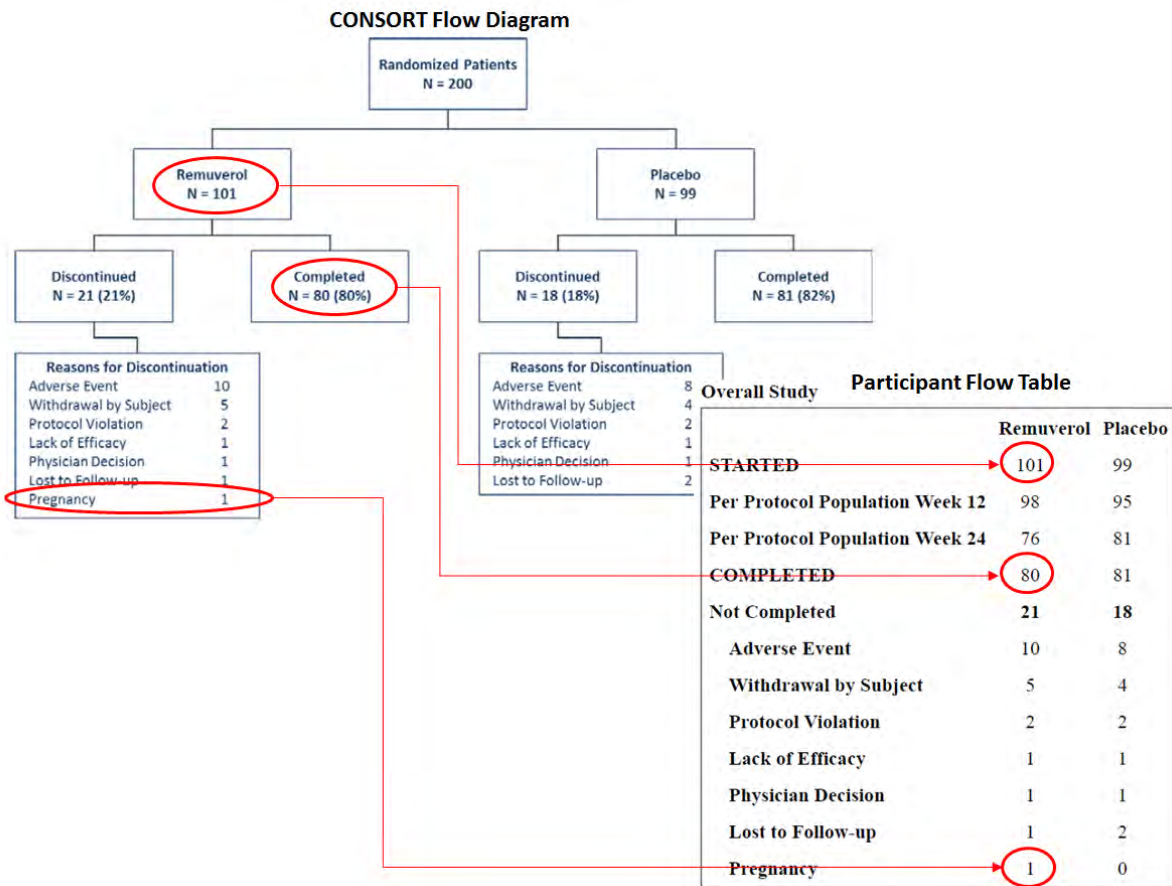 CONSORT Flow Diagram
Randomized Patients
N = 200
Remuverol
N = 101
Placebo
N = 99
Discontinued
N = 21 (21%)
Completed
N = 80 (80%)
Discontinued
N = 18 (18%)
Completed
N = 81 (82%)
Reasons for Discontinuation
Adverse Event 10
Withdrawal by Subject 5
Protocol Violation 2
Lack of Efficacy 1
Physician Decision 1
Lost to Follow-up 1
Pregnancy 1
Reasons for Discontinuation
Adverse Event 8
Withdrawal by Subject 4
Protocol Violation 2
Lack of Efficacy 1
Physician Decision 1
Lost to Follow-up 2
Participant Flow Table
Overall Study
Remuverol Placebo
STARTED 101 99
Per Protocol Population Week 12 98 95
Per Protocol Population Week 24 76 81
COMPLETED 80 81
Not Completed 21 18
Adverse Event 10 8
Withdrawal by Subject 5 4
Protocol Violation 2 2
Lack of Efficacy 1 1
Physician Decision 1 1
Lost to Follow-up 1 2
Pregnancy 1 0